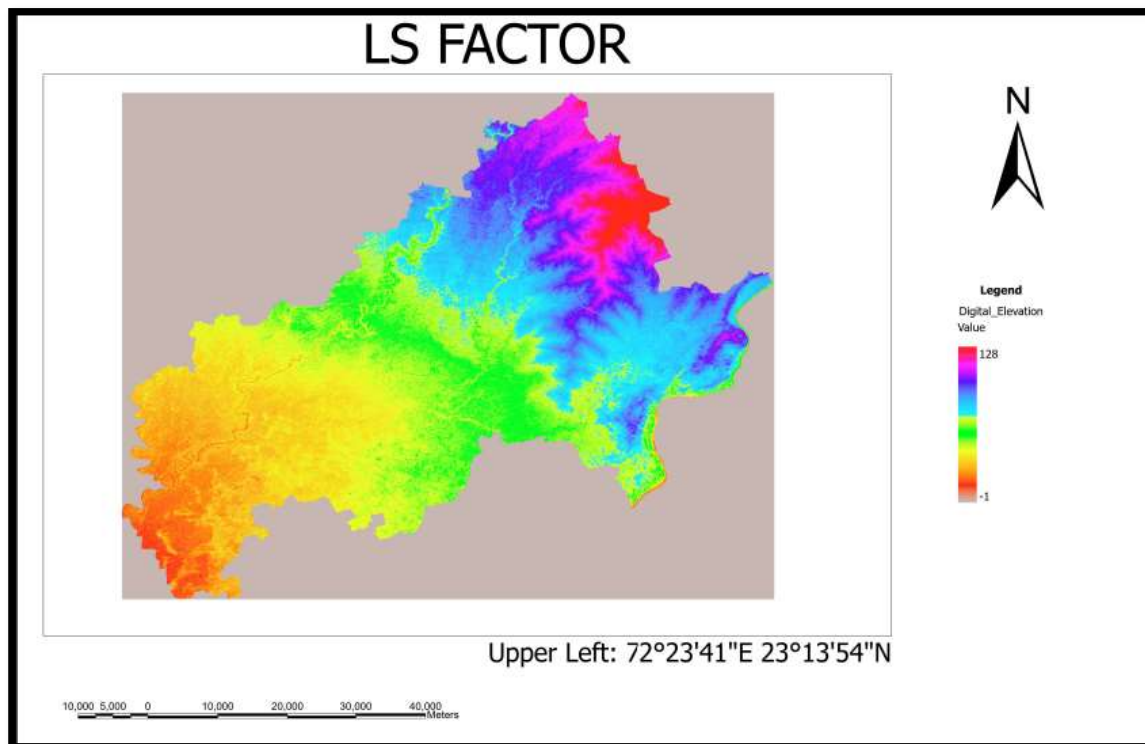 LS FACTOR
N
Legend
Digital_Elevation
Value
128
-1
Upper Left: 72°23'41"E 23°13'54"N
10,000 5,000 0 10,000 20,000 30,000 40,000
Meters